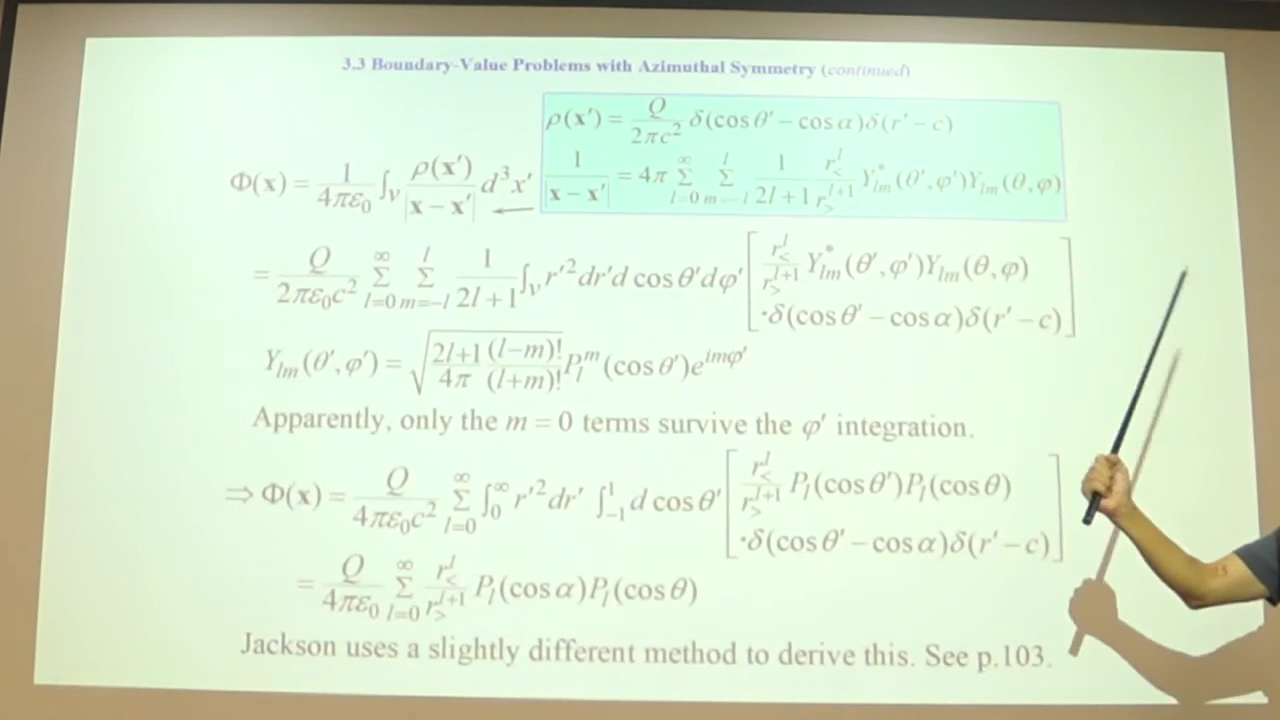 3.3 Boundary-Value Problems with Azimuthal Symmetry (continued)
ρ(x′) = Q/(2πc²) δ(cos θ′ − cos α)δ(r′ − c)
Φ(x) = 1/(4πε₀) ∫_V ρ(x′)/|x − x′| d³x′
1/|x − x′| = 4π Σ_{l=0}^{∞} Σ_{m=−l}^{l} 1/(2l+1) r_<^l/r_>^{l+1} Y*_{lm}(θ′,φ′)Y_{lm}(θ,φ)
= Q/(2πε₀c²) Σ_{l=0}^{∞} Σ_{m=−l}^{l} 1/(2l+1) ∫_V r′² dr′ d cos θ′ dφ′ [ r_<^l/r_>^{l+1} Y*_{lm}(θ′,φ′)Y_{lm}(θ,φ)
·δ(cos θ′ − cos α)δ(r′ − c) ]
Y_{lm}(θ′,φ′) = √( (2l+1)/(4π) (l−m)!/(l+m)! ) P_l^m(cos θ′)e^{imφ′}
Apparently, only the m = 0 terms survive the φ′ integration.
⇒ Φ(x) = Q/(4πε₀c²) Σ_{l=0}^{∞} ∫_0^∞ r′² dr′ ∫_{−1}^{1} d cos θ′ [ r_<^l/r_>^{l+1} P_l(cos θ′)P_l(cos θ)
·δ(cos θ′ − cos α)δ(r′ − c) ]
= Q/(4πε₀) Σ_{l=0}^{∞} r_<^l/r_>^{l+1} P_l(cos α)P_l(cos θ)
Jackson uses a slightly different method to derive this. See p.103.